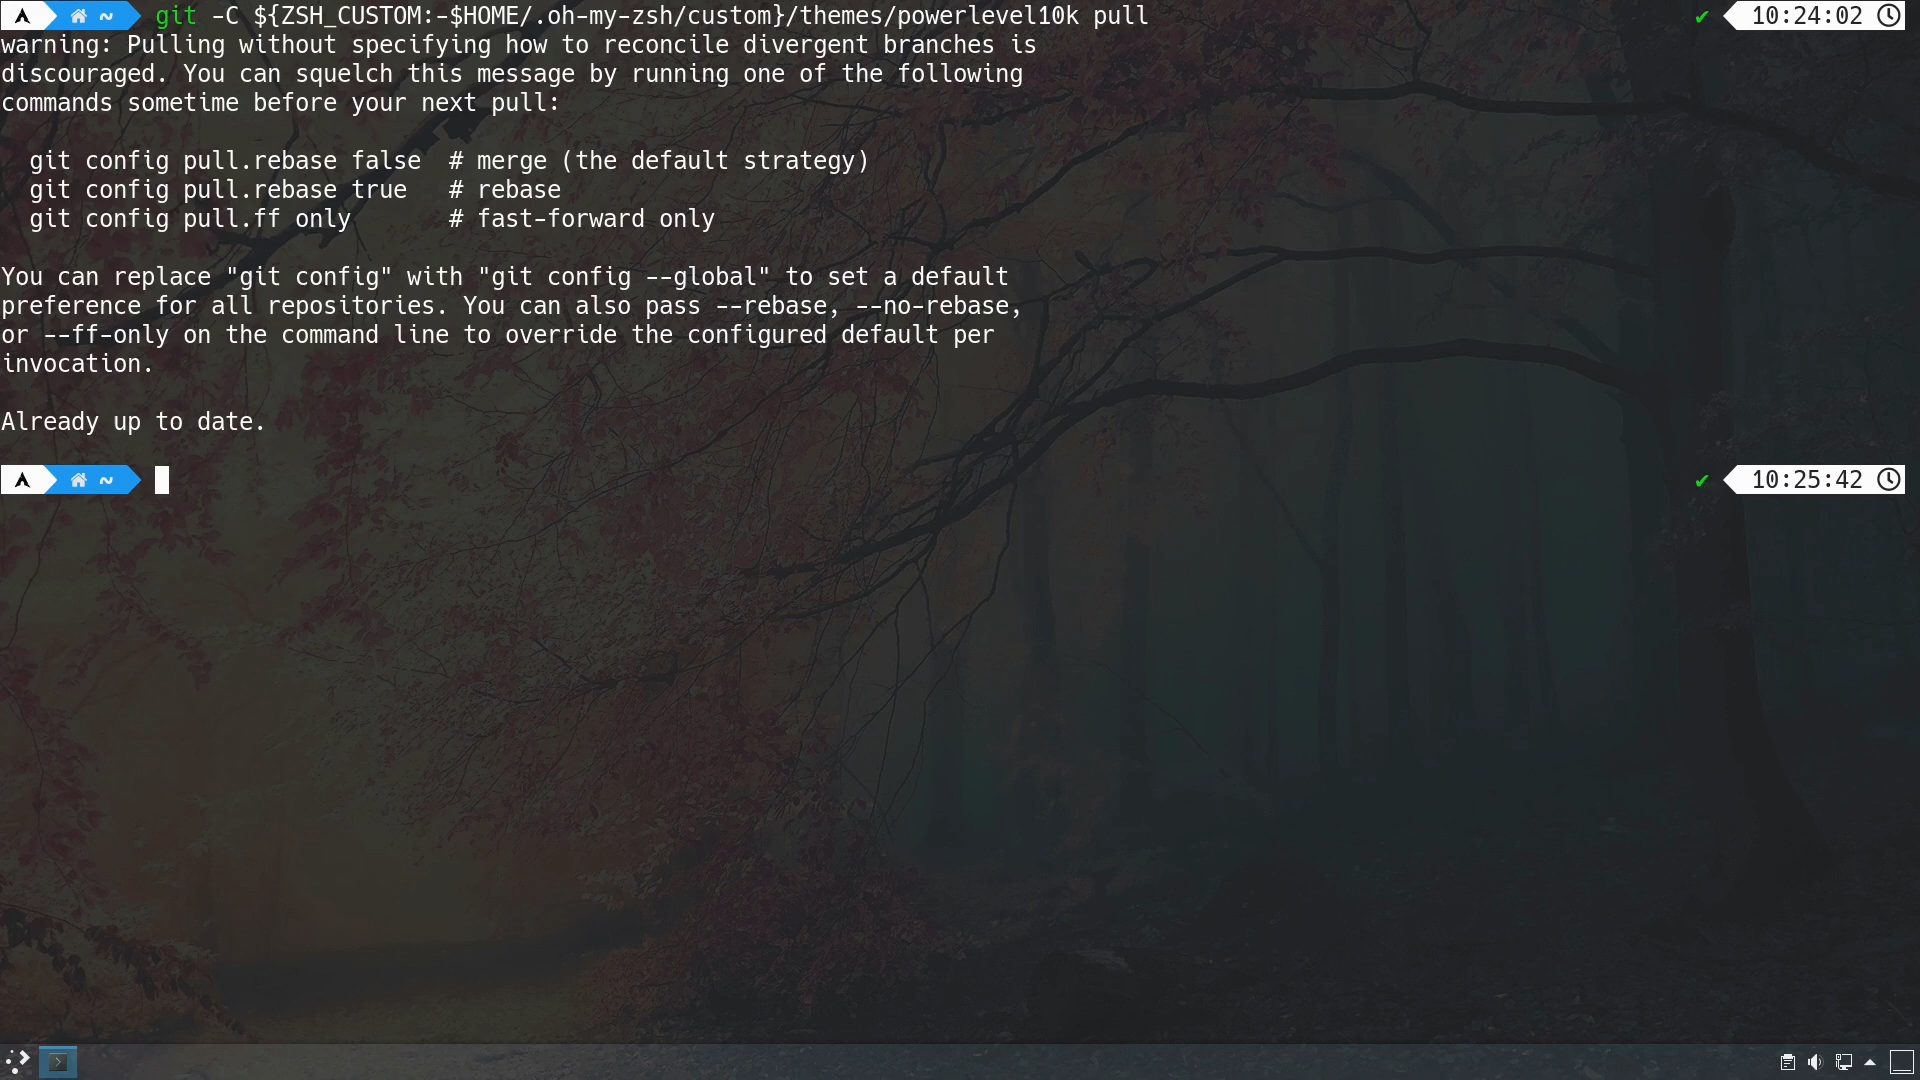 ~ git -C ${ZSH_CUSTOM:-$HOME/.oh-my-zsh/custom}/themes/powerlevel10k pull ✔ 10:24:02
warning: Pulling without specifying how to reconcile divergent branches is
discouraged. You can squelch this message by running one of the following
commands sometime before your next pull:
git config pull.rebase false  # merge (the default strategy)
git config pull.rebase true   # rebase
git config pull.ff only       # fast-forward only
You can replace "git config" with "git config --global" to set a default
preference for all repositories. You can also pass --rebase, --no-rebase,
or --ff-only on the command line to override the configured default per
invocation.
Already up to date.
~ ✔ 10:25:42